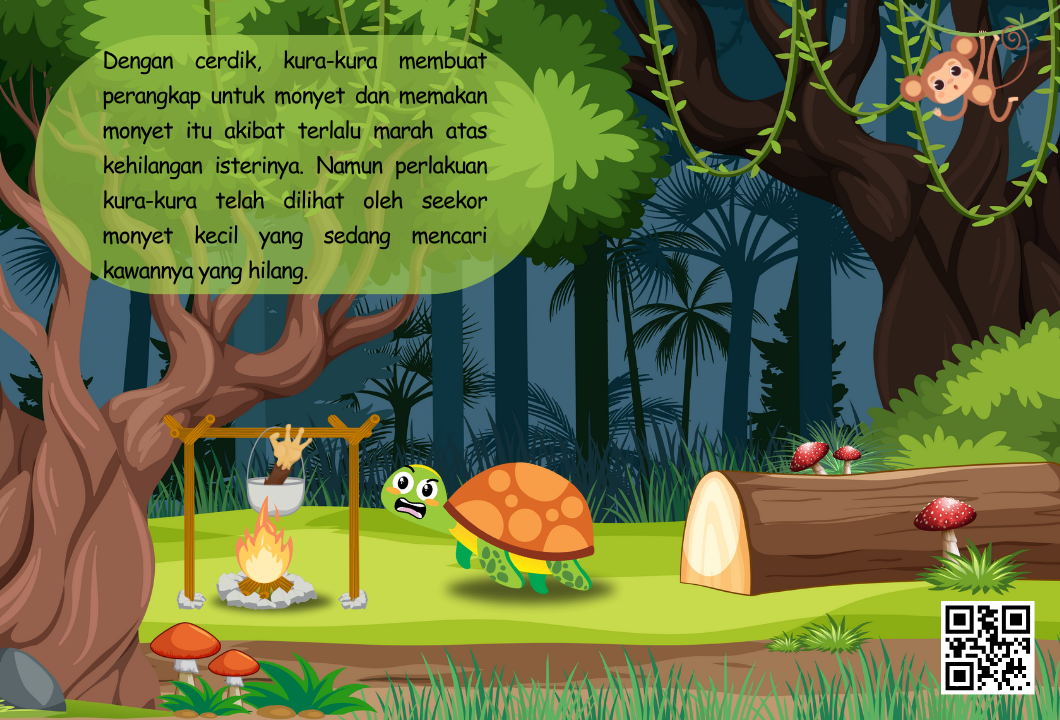 Dengan cerdik, kura-kura membuat
perangkap untuk monyet dan memakan
monyet itu akibat terlalu marah atas
kehilangan isterinya. Namun perlakuan
kura-kura telah dilihat oleh seekor
monyet kecil yang sedang mencari
kawannya yang hilang.